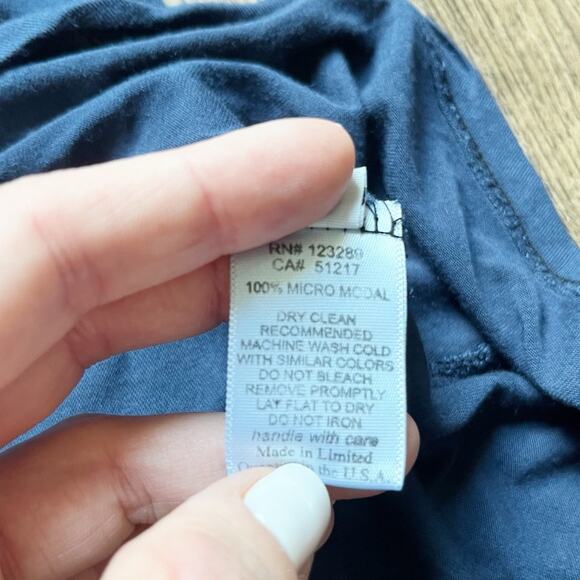 RN# 123289
CA# 51217
100% MICRO MODAL
DRY CLEAN
RECOMMENDED
MACHINE WASH COLD
WITH SIMILAR COLORS
DO NOT BLEACH
REMOVE PROMPTLY
LAY FLAT TO DRY
DO NOT IRON
handle with care
Made in Limited
the U.S.A.